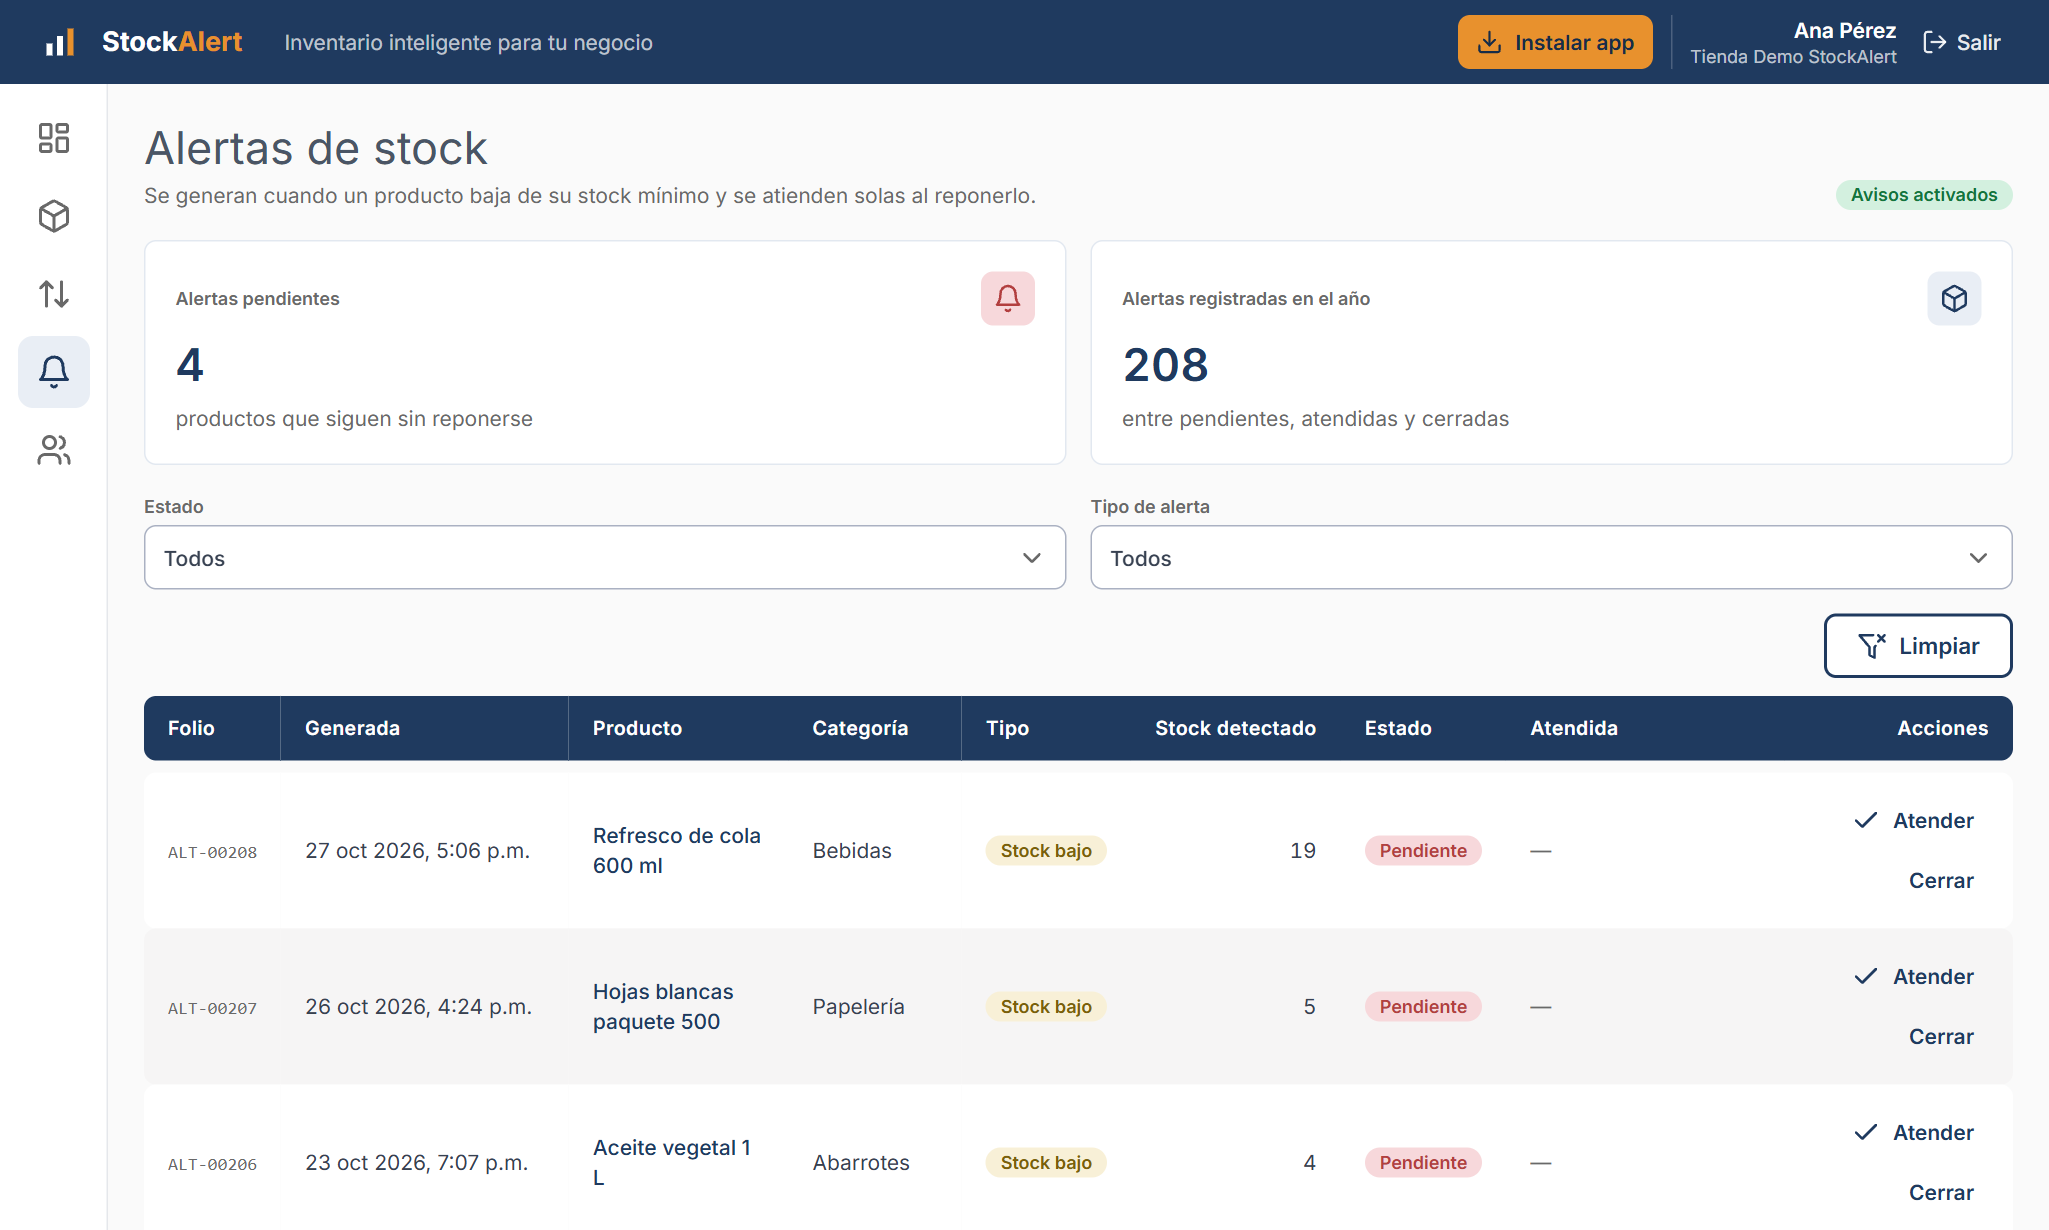 StockAlert
Inventario inteligente para tu negocio
Instalar app
Ana Pérez
Tienda Demo StockAlert
Salir
Alertas de stock
Se generan cuando un producto baja de su stock mínimo y se atienden solas al reponerlo.
Avisos activados
Alertas pendientes
4
productos que siguen sin reponerse
Alertas registradas en el año
208
entre pendientes, atendidas y cerradas
Estado
Todos
Tipo de alerta
Todos
Limpiar
Folio Generada Producto Categoría Tipo Stock detectado Estado Atendida Acciones
ALT-00208 27 oct 2026, 5:06 p.m. Refresco de cola 600 ml Bebidas Stock bajo 19 Pendiente — Atender
Cerrar
ALT-00207 26 oct 2026, 4:24 p.m. Hojas blancas paquete 500 Papelería Stock bajo 5 Pendiente — Atender
Cerrar
ALT-00206 23 oct 2026, 7:07 p.m. Aceite vegetal 1 L Abarrotes Stock bajo 4 Pendiente — Atender
Cerrar